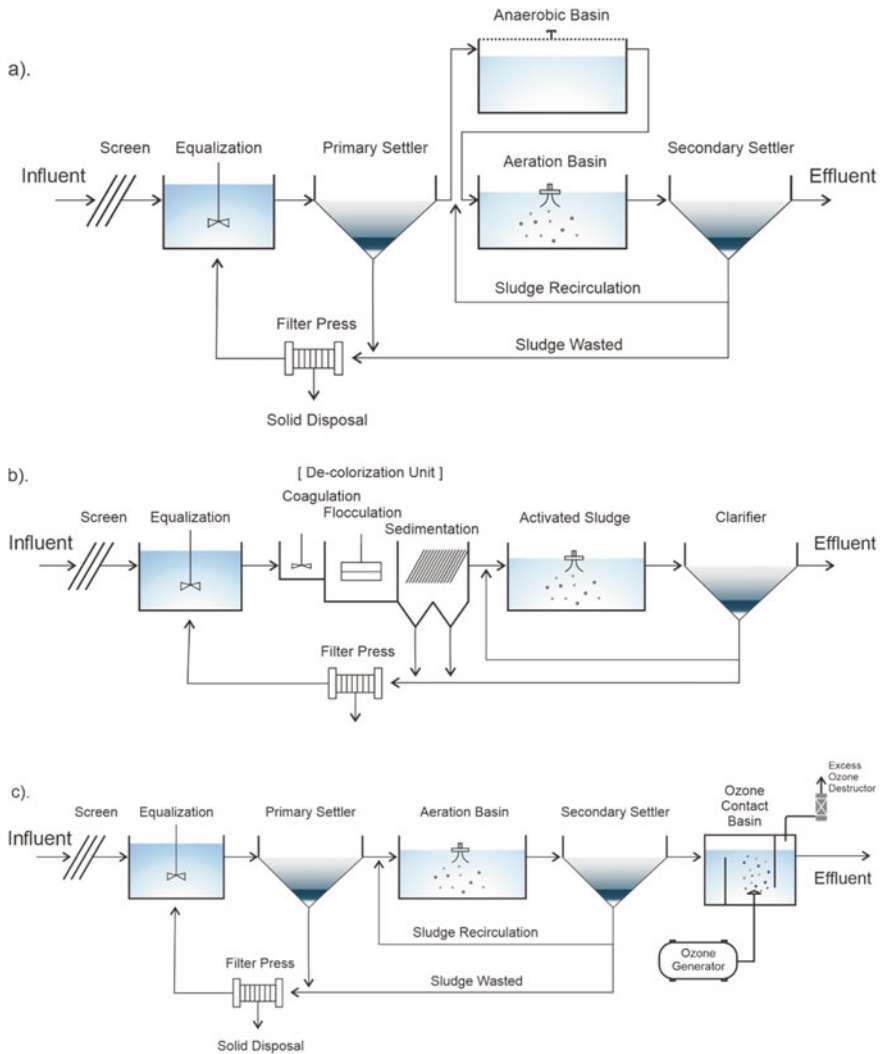 a).
Anaerobic Basin
Screen
Equalization
Primary Settler
Aeration Basin
Secondary Settler
Influent
Effluent
Sludge Recirculation
Filter Press
Sludge Wasted
Solid Disposal
b).
[ De-colorization Unit ]
Coagulation
Flocculation
Sedimentation
Screen
Equalization
Activated Sludge
Clarifier
Influent
Effluent
Filter Press
c).
Excess
Ozone
Destructor
Ozone
Contact
Basin
Screen
Equalization
Primary Settler
Aeration Basin
Secondary Settler
Influent
Effluent
Sludge Recirculation
Ozone
Generator
Filter Press
Sludge Wasted
Solid Disposal